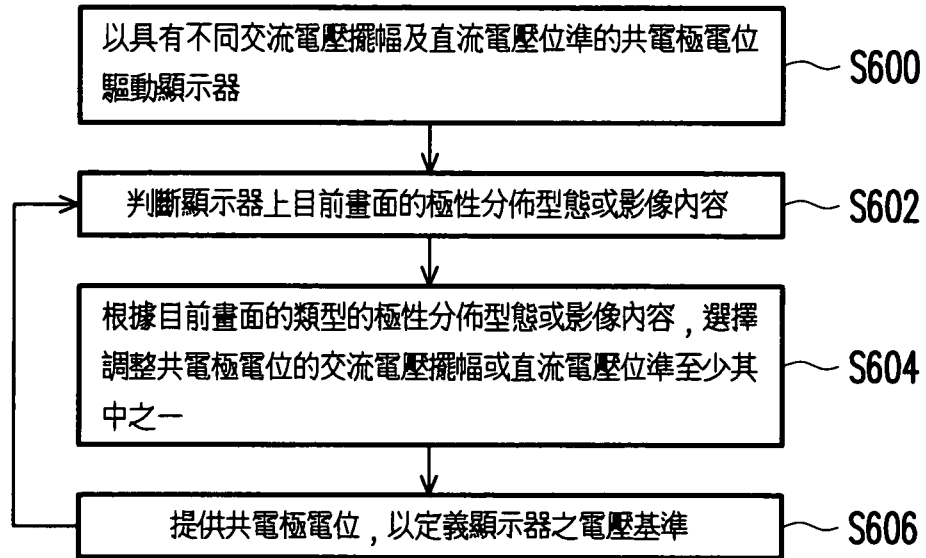 以具有不同交流電壓擺幅及直流電壓位準的共電極電位
驅動顯示器
S600
判斷顯示器上目前畫面的極性分佈型態或影像內容
S602
根據目前畫面的類型的極性分佈型態或影像內容，選擇
調整共電極電位的交流電壓擺幅或直流電壓位準至少其
中之一
S604
提供共電極電位，以定義顯示器之電壓基準
S606